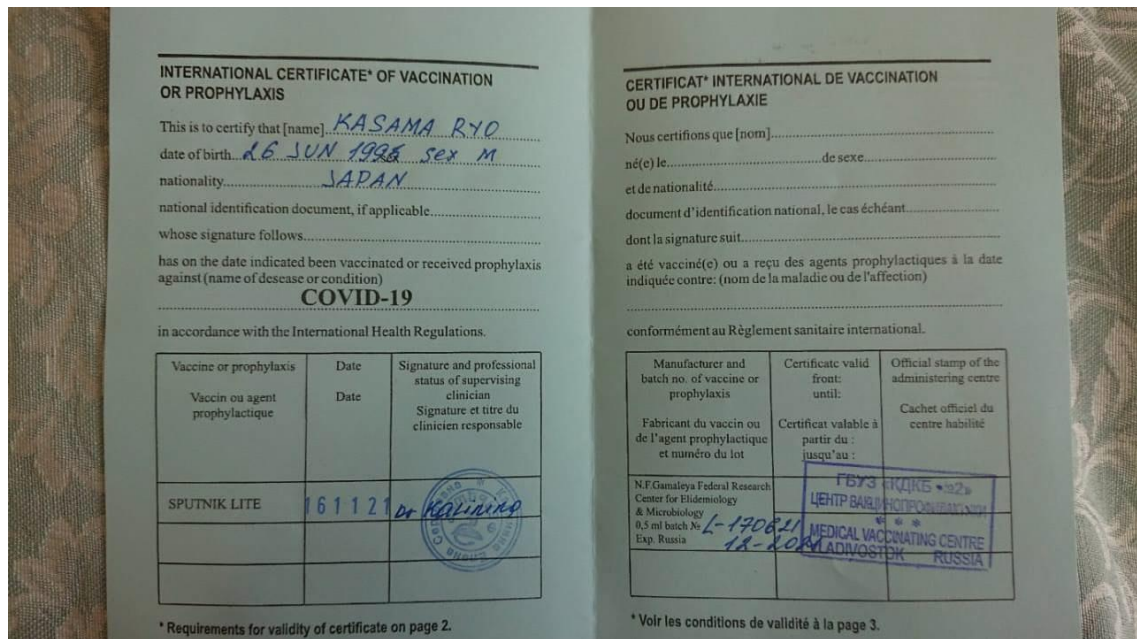 INTERNATIONAL CERTIFICATE* OF VACCINATION
OR PROPHYLAXIS
This is to certify that [name] KASAMA RYO
date of birth 26 JUN 1996 sex M
nationality JAPAN
national identification document, if applicable
whose signature follows
has on the date indicated been vaccinated or received prophylaxis
against (name of desease or condition)
COVID-19
in accordance with the International Health Regulations.
Vaccine or prophylaxis
Vaccin ou agent
prophylactique
Date
Date
Signature and professional
status of supervising
clinician
Signature et titre du
clinicien responsable
SPUTNIK LITE
161121
Dr Kalinina
* Requirements for validity of certificate on page 2.
CERTIFICAT* INTERNATIONAL DE VACCINATION
OU DE PROPHYLAXIE
Nous certifions que [nom]
né(e) le de sexe
et de nationalité
document d'identification national, le cas échéant
dont la signature suit
a été vacciné(e) ou a reçu des agents prophylactiques à la date
indiquée contre: (nom de la maladie ou de l'affection)
conformément au Règlement sanitaire international.
Manufacturer and
batch no. of vaccine or
prophylaxis
Fabricant du vaccin ou
de l'agent prophylactique
et numéro du lot
Certificate valid
front:
until:
Certificat valable à
partir du :
jusqu'au :
Official stamp of the
administering centre
Cachet officiel du
centre habilité
N.F.Gamaleya Federal Research
Center for Elidemiology
& Microbiology
0,5 ml batch № L-170621
Exp. Russia 12-2021
ГБУЗ «КДКБ №2»
ЦЕНТР ВАКЦИНОПРОФИЛАКТИКИ
* * *
MEDICAL VACCINATING CENTRE
VLADIVOSTOK RUSSIA
* Voir les conditions de validité à la page 3.